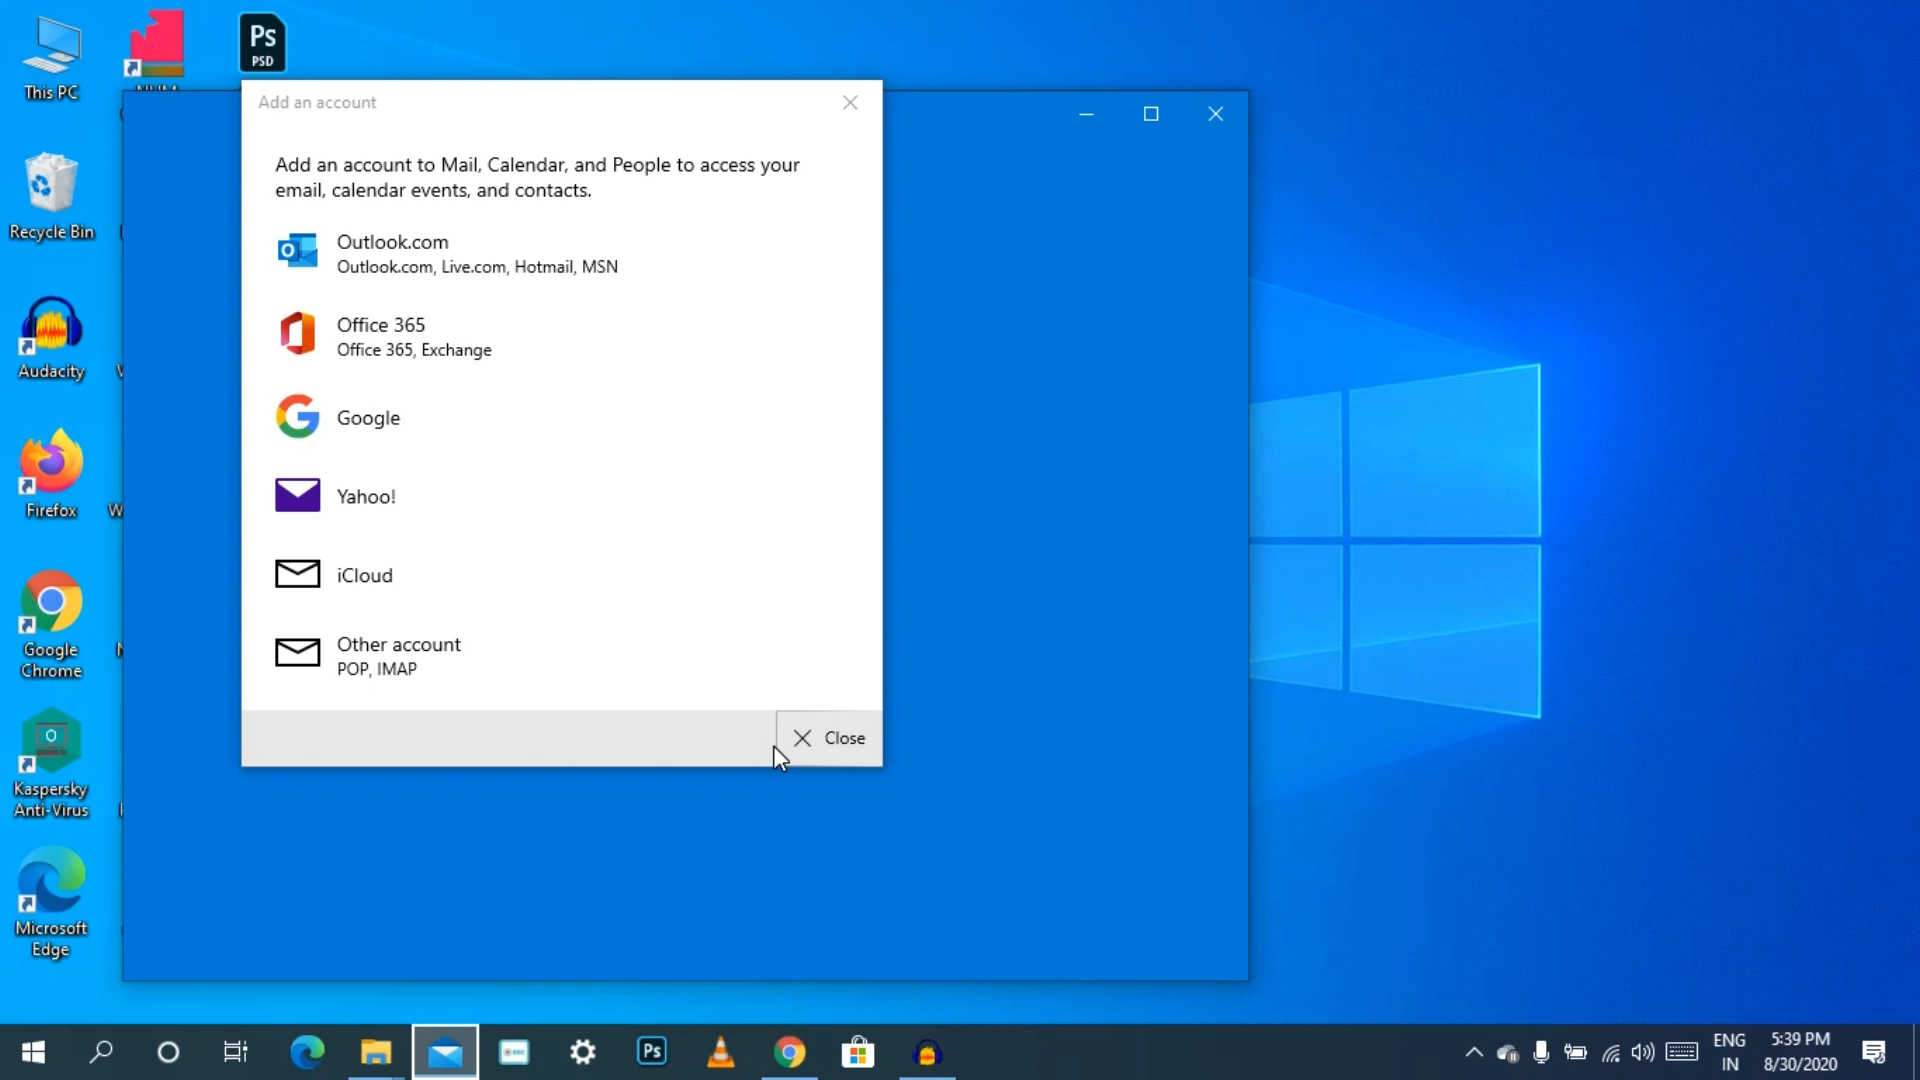 This PC
Recycle Bin
Audacity
Firefox
Google
Chrome
Kaspersky
Anti-Virus
Microsoft
Edge
Ps
PSD
Add an account
Add an account to Mail, Calendar, and People to access your
email, calendar events, and contacts.
Outlook.com
Outlook.com, Live.com, Hotmail, MSN
Office 365
Office 365, Exchange
Google
Yahoo!
iCloud
Other account
POP, IMAP
Close
Ps
ENG
IN
5:39 PM
8/30/2020